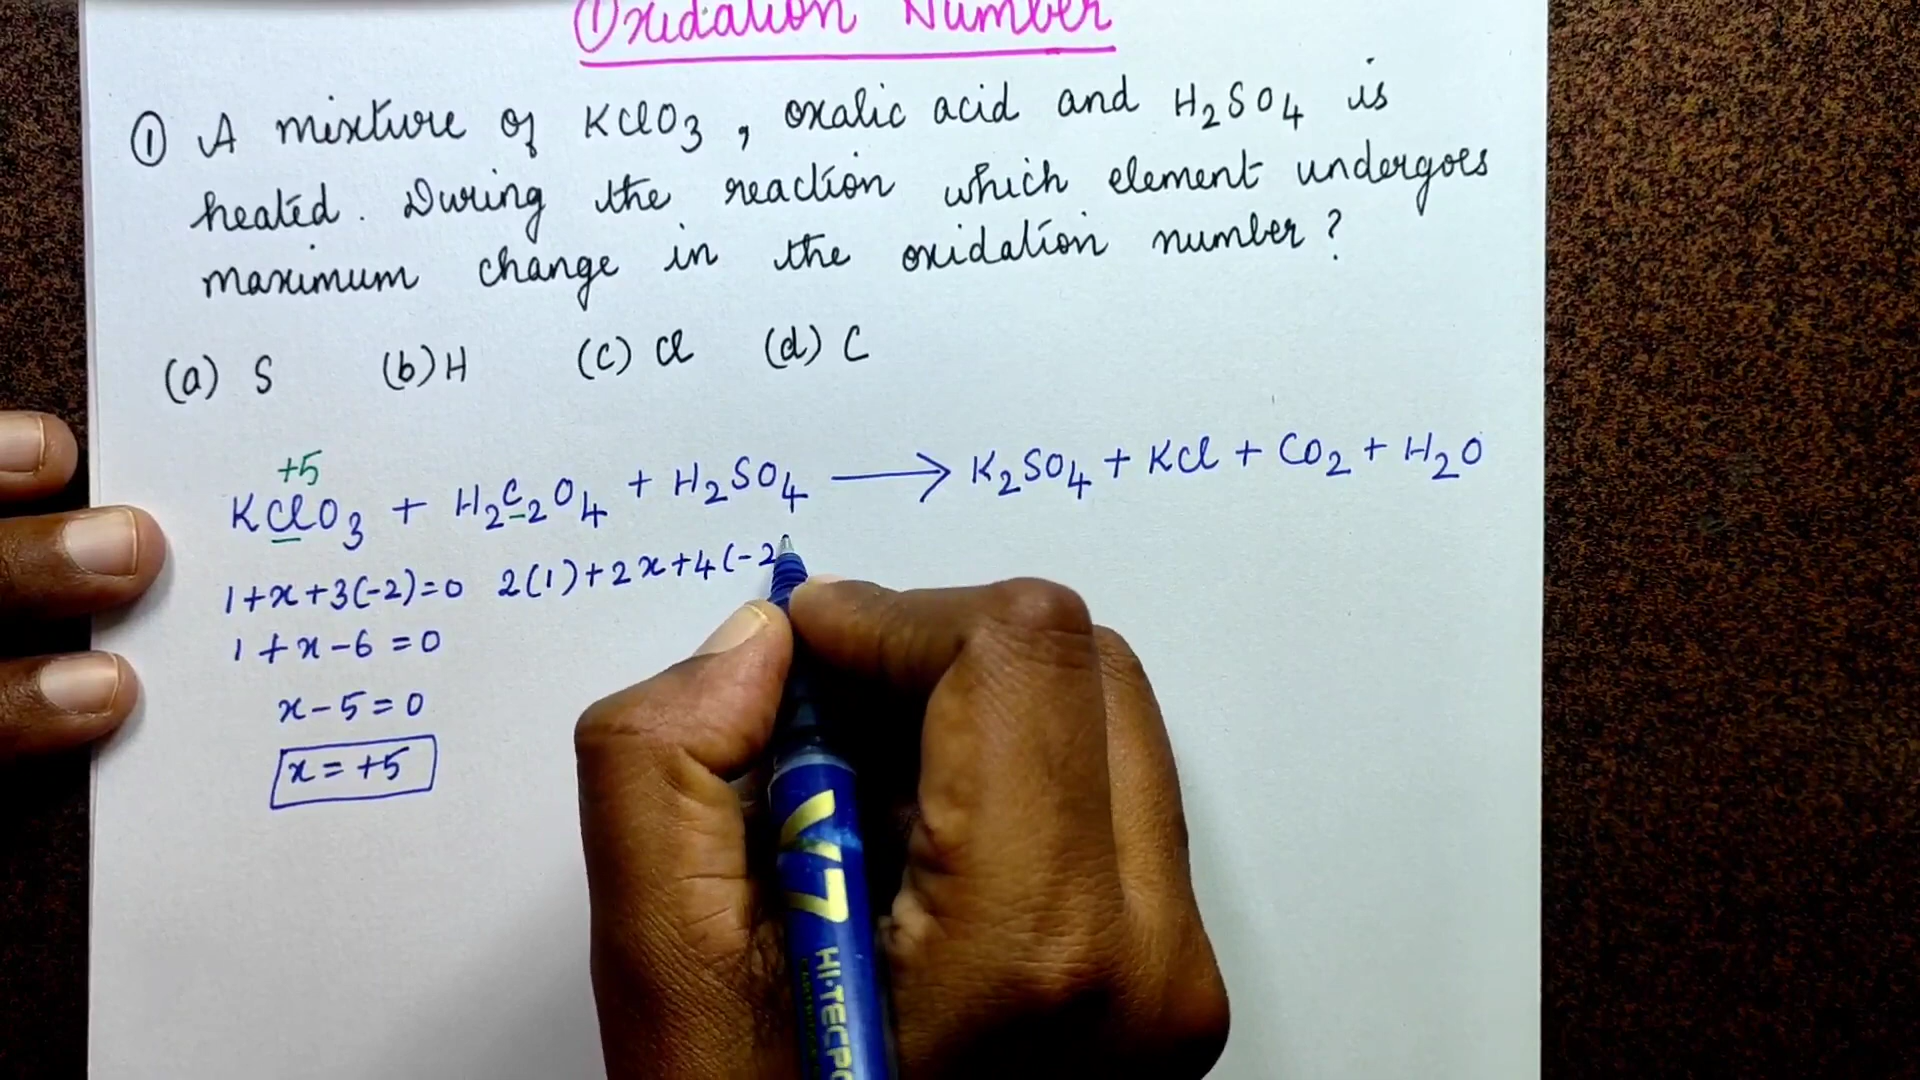 Oxidation Number
① A mixture of KClO3, oxalic acid and H2SO4 is
heated. During the reaction which element undergoes
maximum change in the oxidation number?
(a) S (b) H (c) Cl (d) C
+5
KClO3 + H2C2O4 + H2SO4 → K2SO4 + KCl + CO2 + H2O
1+x+3(-2)=0 2(1)+2x+4(-2
1+x-6=0
x-5=0
x=+5
V7
HI-TECPO